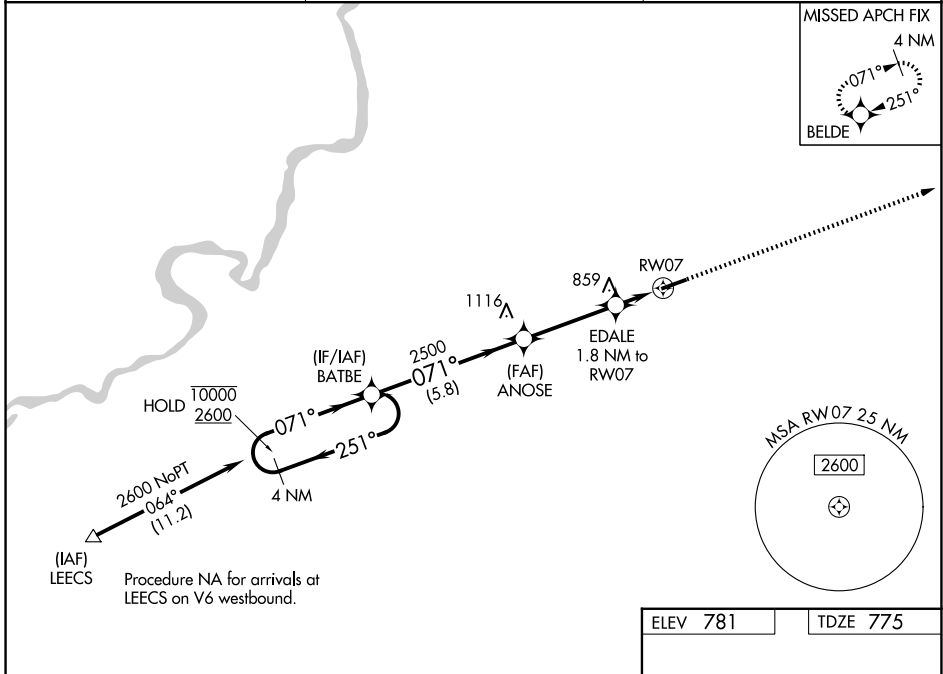 MISSED APCH FIX
4 NM
071°
251°
BELDE
RW07
859
1116
EDALE
1.8 NM to
RW07
(FAF)
ANOSE
2500
071°
(5.8)
(IF/IAF)
BATBE
HOLD
10000
2600
071°
251°
4 NM
2600 NoPT
064°
(11.2)
(IAF)
LEECS
Procedure NA for arrivals at
LEECS on V6 westbound.
MSA RW07 25 NM
2600
ELEV 781
TDZE 775